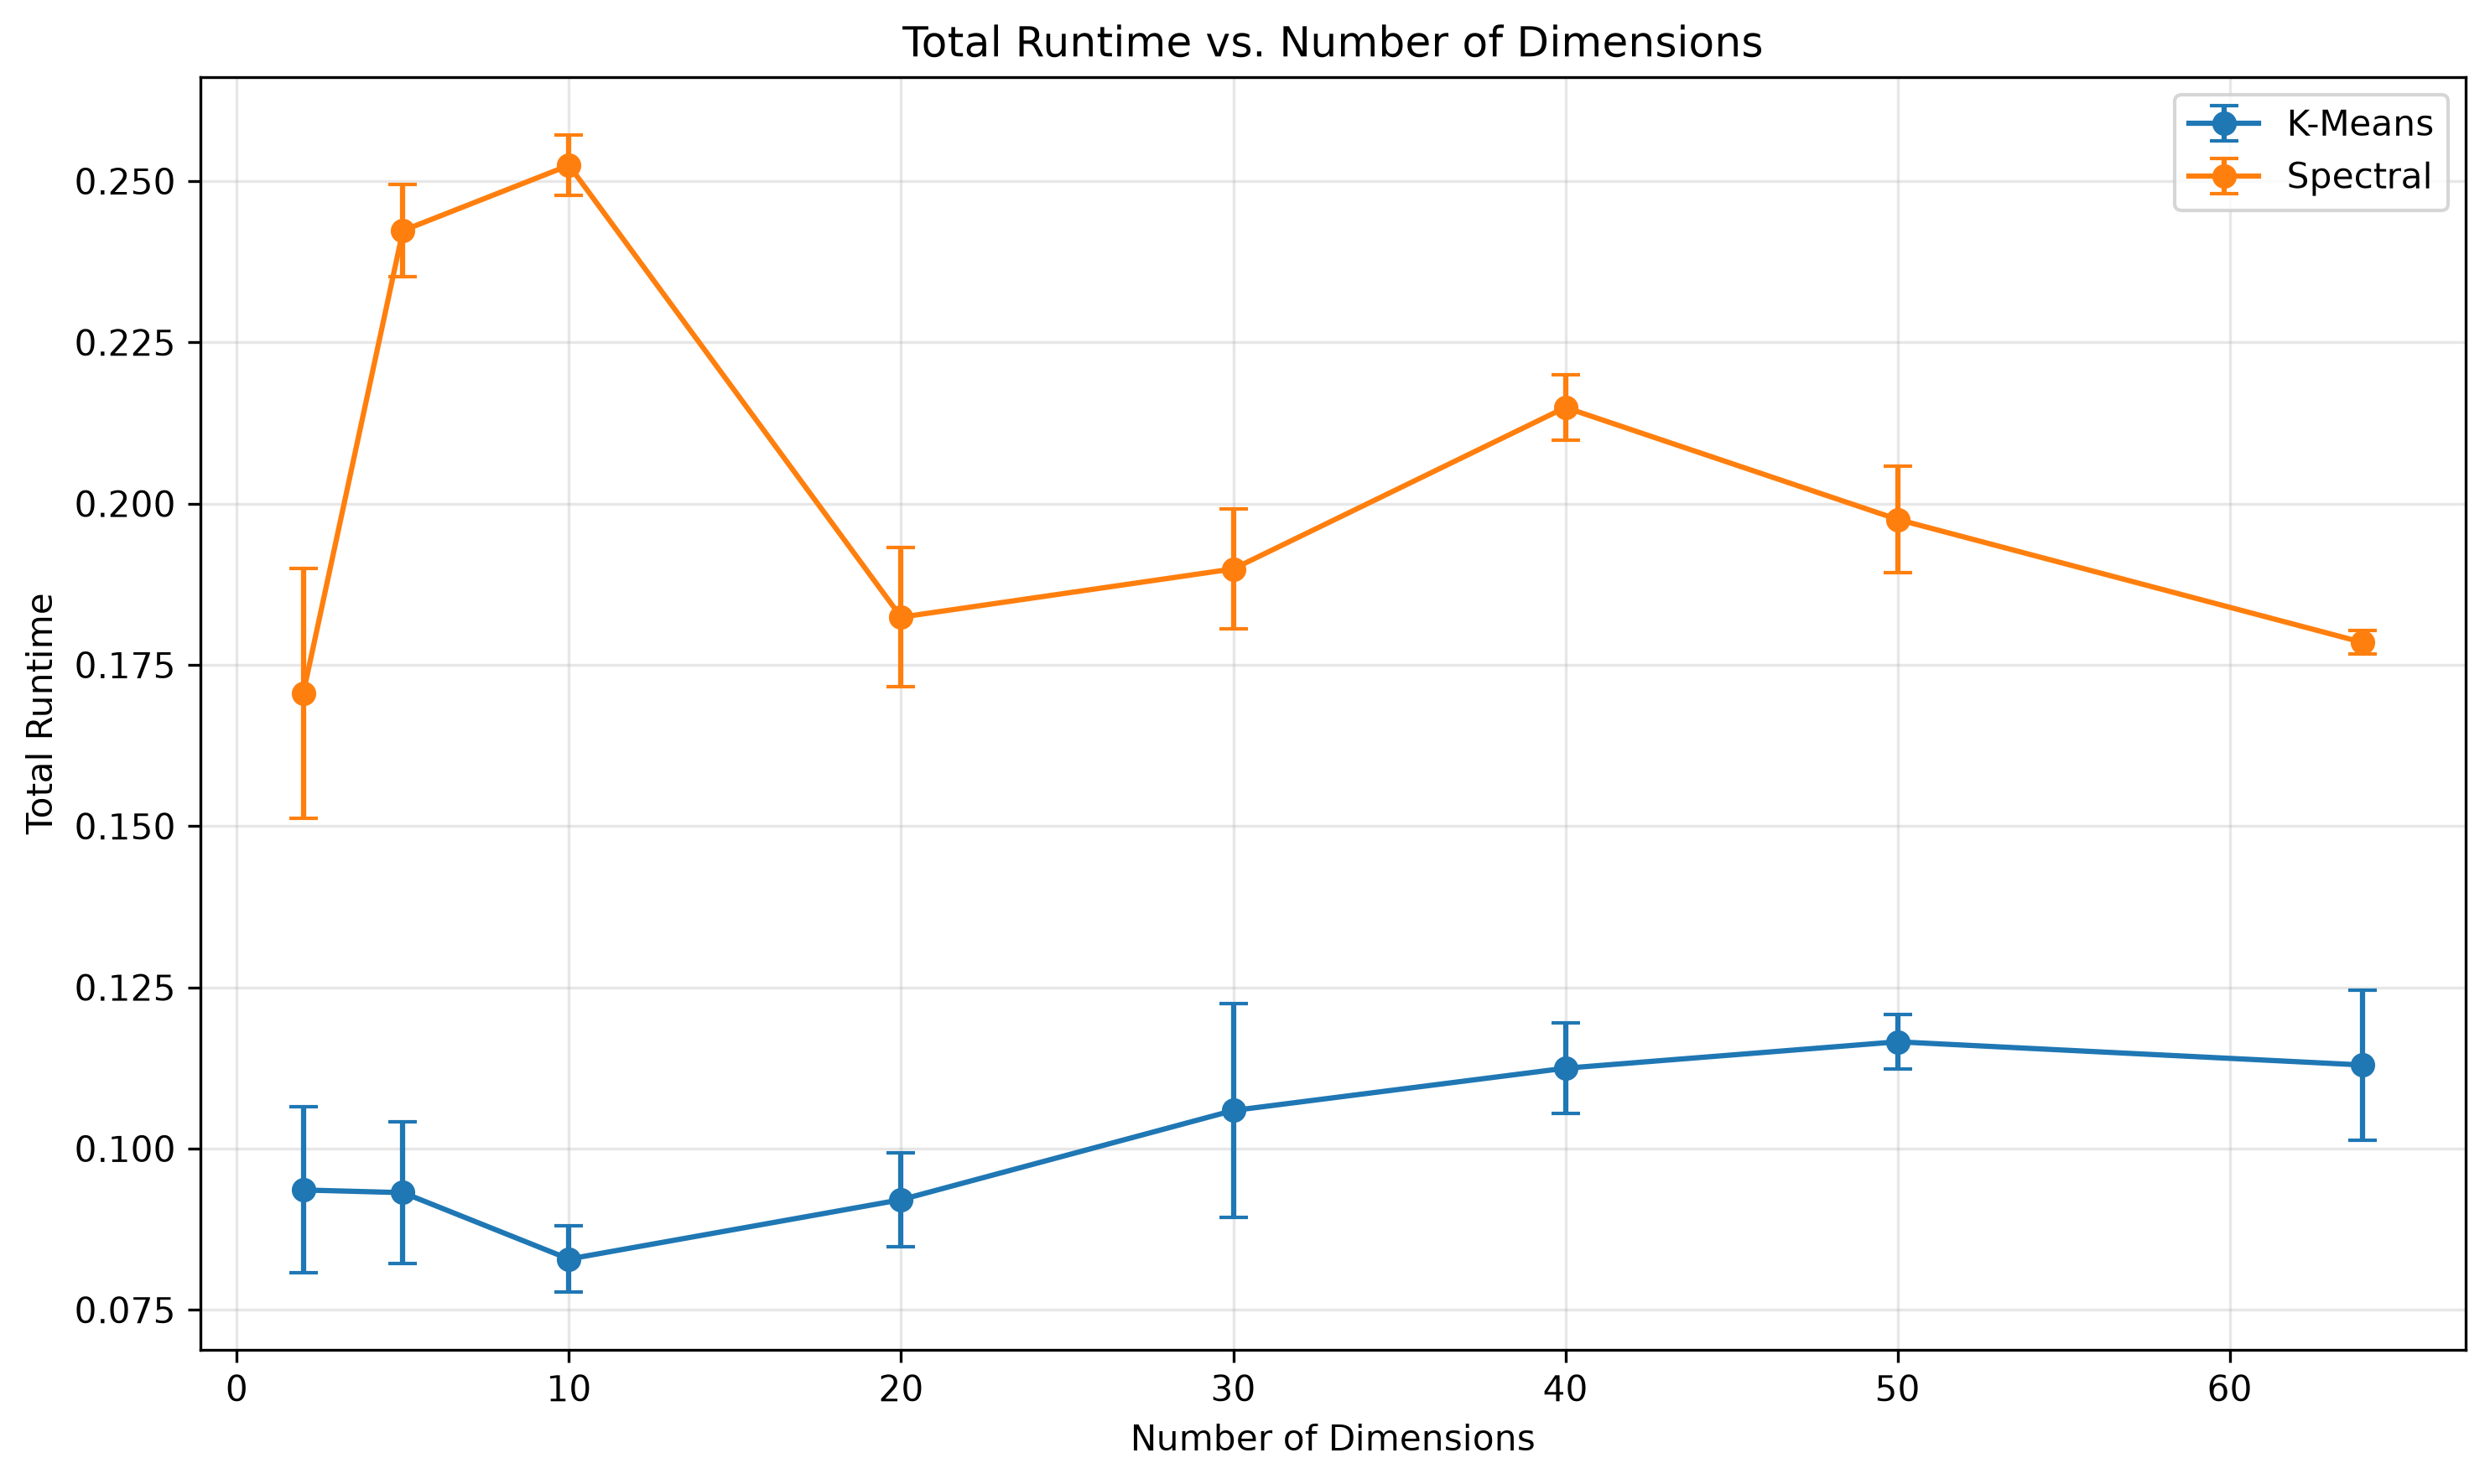 Total Runtime vs. Number of Dimensions
K-Means
Spectral
Total Runtime
0.250
0.225
0.200
0.175
0.150
0.125
0.100
0.075
0 10 20 30 40 50 60
Number of Dimensions